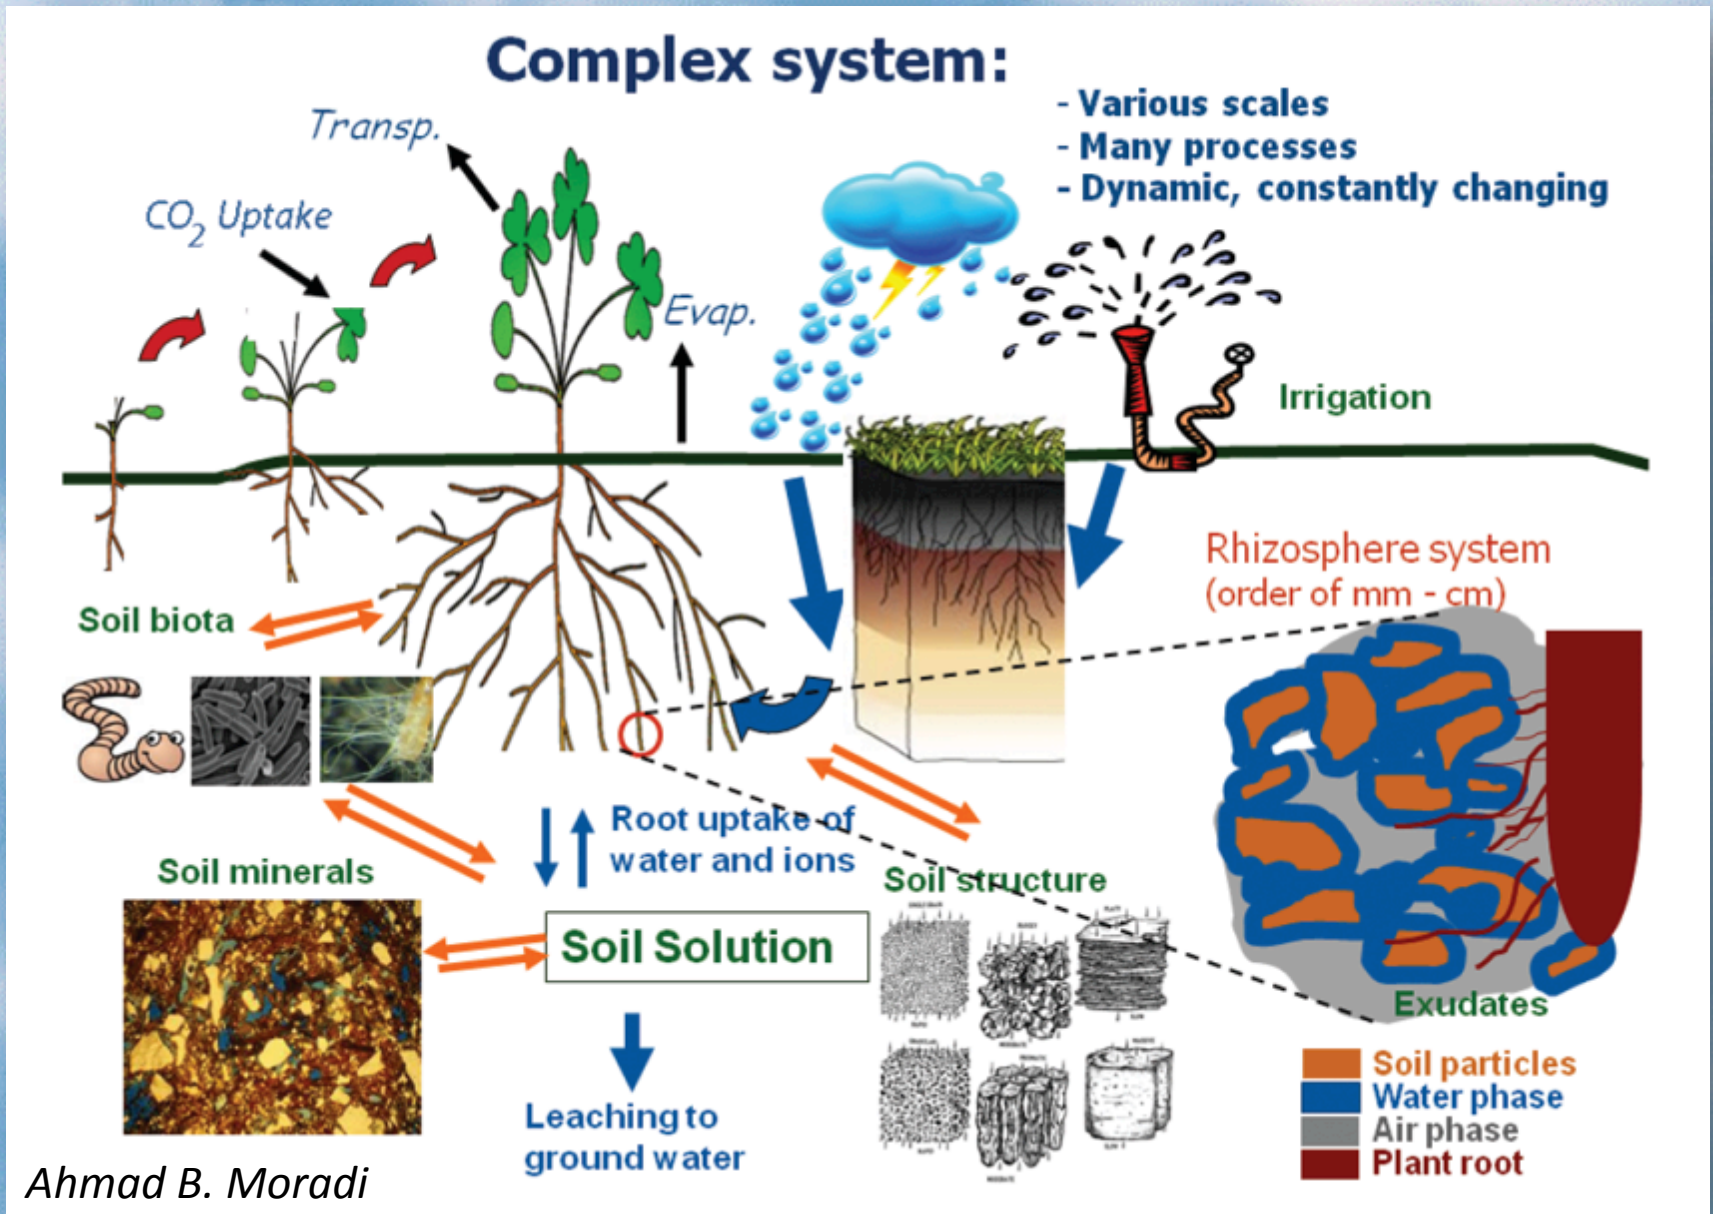 Complex system:
- Various scales
- Many processes
- Dynamic, constantly changing
Transp.
CO2 Uptake
Evap.
Irrigation
Rhizosphere system
(order of mm - cm)
Soil biota
Root uptake of
water and ions
Soil minerals
Soil structure
Soil Solution
Exudates
Soil particles
Water phase
Air phase
Plant root
Leaching to
ground water
Ahmad B. Moradi